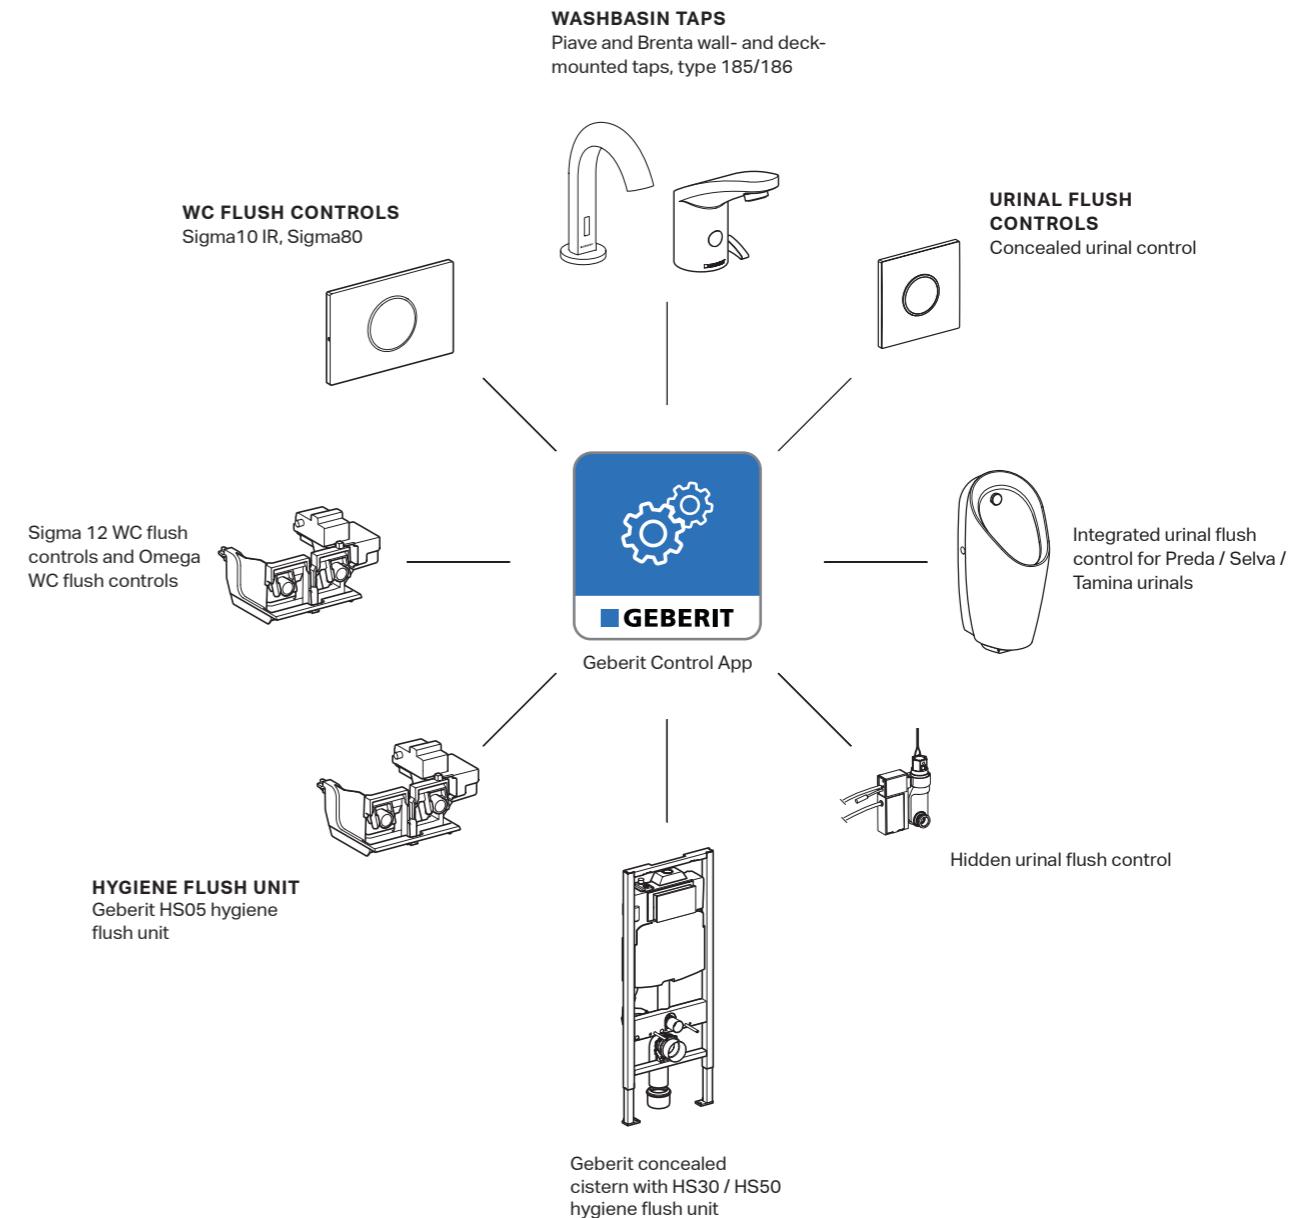 WASHBASIN TAPS
Piave and Brenta wall- and deck-
mounted taps, type 185/186
WC FLUSH CONTROLS
Sigma10 IR, Sigma80
URINAL FLUSH
CONTROLS
Concealed urinal control
Sigma 12 WC flush
controls and Omega
WC flush controls
GEBERIT
Geberit Control App
Integrated urinal flush
control for Preda / Selva /
Tamina urinals
HYGIENE FLUSH UNIT
Geberit HS05 hygiene
flush unit
Hidden urinal flush control
Geberit concealed
cistern with HS30 / HS50
hygiene flush unit